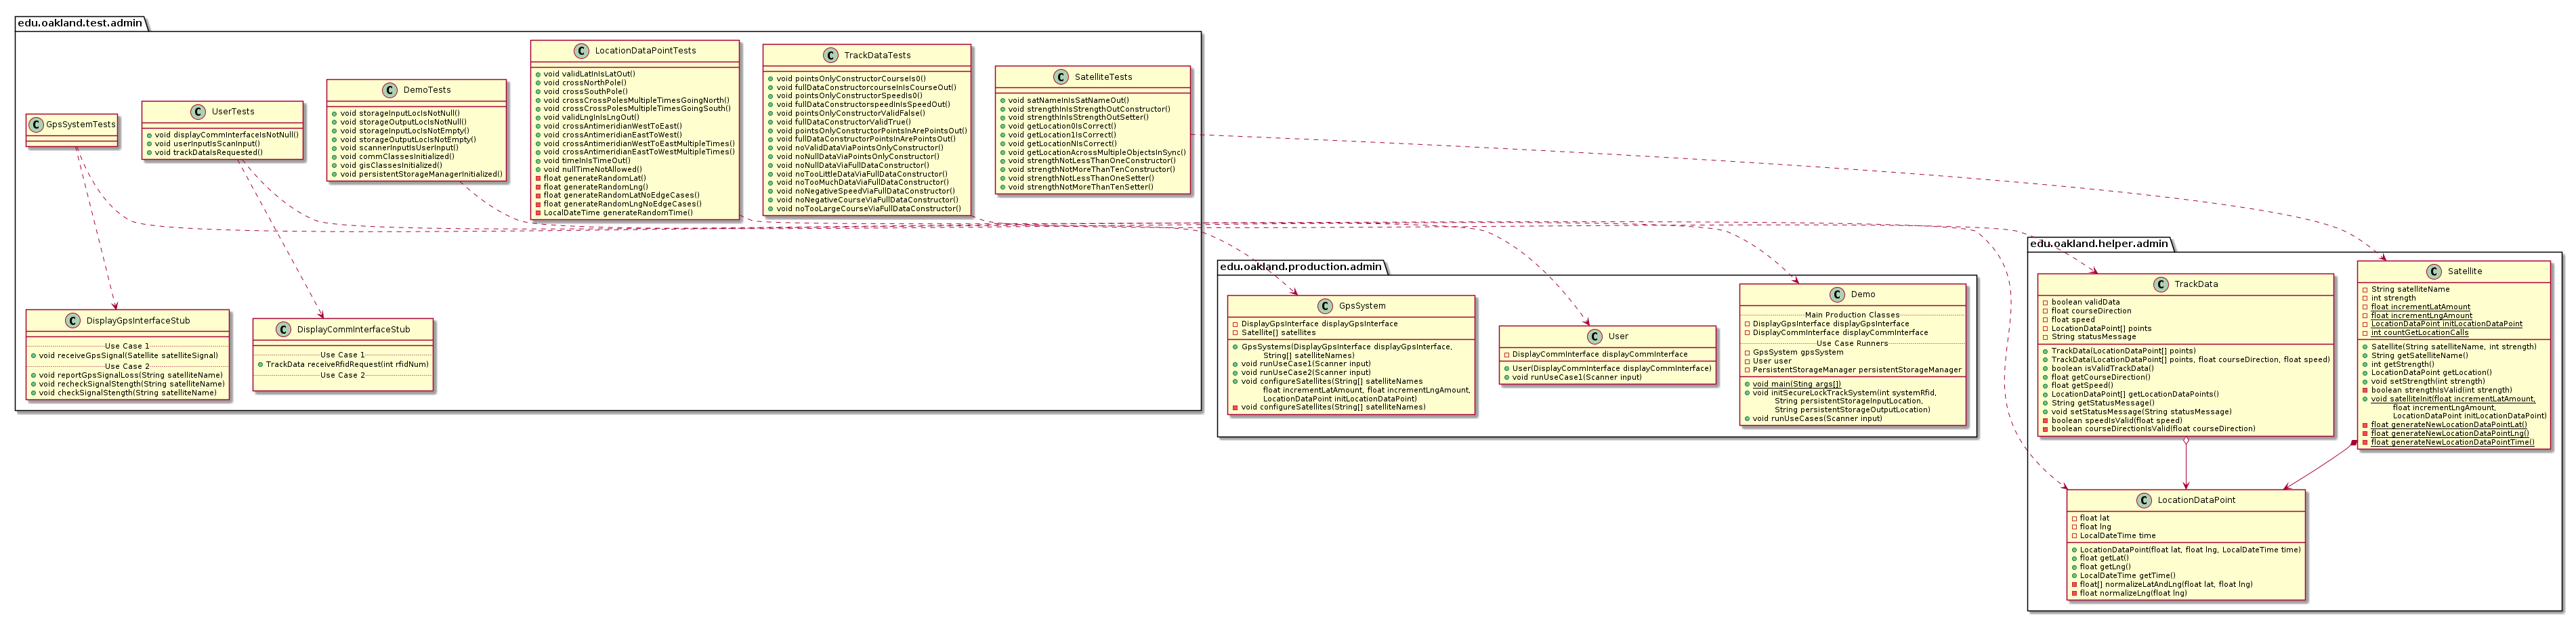 edu.oakland.test.admin
GpsSystemTests
UserTests
void displayCommInterfaceIsNotNull()
void userInputIsScanInput()
void trackDataIsRequested()
DemoTests
void storageInputLocIsNotNull()
void storageOutputLocIsNotNull()
void storageInputLocIsNotEmpty()
void storageOutputLocIsNotEmpty()
void scannerInputIsUserInput()
void commClassesInitialized()
void gisClassesInitialized()
void persistentStorageManagerInitialized()
LocationDataPointTests
void validLatInIsLatOut()
void crossNorthPole()
void crossSouthPole()
void crossCrossPolesMultipleTimesGoingNorth()
void crossCrossPolesMultipleTimesGoingSouth()
void validLngInIsLngOut()
void crossAntimeridianWestToEast()
void crossAntimeridianEastToWest()
void crossAntimeridianWestToEastMultipleTimes()
void crossAntimeridianEastToWestMultipleTimes()
void timeInIsTimeOut()
void nullTimeNotAllowed()
float generateRandomLat()
float generateRandomLng()
float generateRandomLatNoEdgeCases()
float generateRandomLngNoEdgeCases()
LocalDateTime generateRandomTime()
TrackDataTests
void pointsOnlyConstructorCourseIs0()
void fullDataConstructorcourseInIsCourseOut()
void pointsOnlyConstructorSpeedIs0()
void fullDataConstructorspeedInIsSpeedOut()
void pointsOnlyConstructorValidFalse()
void fullDataConstructorValidTrue()
void pointsOnlyConstructorPointsInArePointsOut()
void fullDataConstructorPointsInArePointsOut()
void noValidDataViaPointsOnlyConstructor()
void noNullDataViaPointsOnlyConstructor()
void noNullDataViaFullDataConstructor()
void noTooLittleDataViaFullDataConstructor()
void noTooMuchDataViaFullDataConstructor()
void noNegativeSpeedViaFullDataConstructor()
void noNegativeCourseViaFullDataConstructor()
void noTooLargeCourseViaFullDataConstructor()
SatelliteTests
void satNameInIsSatNameOut()
void strengthInIsStrengthOutConstructor()
void strengthInIsStrengthOutSetter()
void getLocation0IsCorrect()
void getLocation1IsCorrect()
void getLocationNIsCorrect()
void getLocationAcrossMultipleObjectsInSync()
void strengthNotLessThanOneConstructor()
void strengthNotMoreThanTenConstructor()
void strengthNotLessThanOneSetter()
void strengthNotMoreThanTenSetter()
DisplayGpsInterfaceStub
Use Case 1
void receiveGpsSignal(Satellite satelliteSignal)
Use Case 2
void reportGpsSignalLoss(String satelliteName)
void recheckSignalStength(String satelliteName)
void checkSignalStength(String satelliteName)
DisplayCommInterfaceStub
Use Case 1
TrackData receiveRfidRequest(int rfidNum)
Use Case 2
edu.oakland.production.admin
GpsSystem
DisplayGpsInterface displayGpsInterface
Satellite[] satellites
GpsSystems(DisplayGpsInterface displayGpsInterface,
String[] satelliteNames)
void runUseCase1(Scanner input)
void runUseCase2(Scanner input)
void configureSatellites(String[] satelliteNames
float incrementLatAmount, float incrementLngAmount,
LocationDataPoint initLocationDataPoint)
void configureSatellites(String[] satelliteNames)
User
DisplayCommInterface displayCommInterface
User(DisplayCommInterface displayCommInterface)
void runUseCase1(Scanner input)
Demo
Main Production Classes
DisplayGpsInterface displayGpsInterface
DisplayCommInterface displayCommInterface
Use Case Runners
GpsSystem gpsSystem
User user
PersistentStorageManager persistentStorageManager
void main(Sting args[])
void initSecureLockTrackSystem(int systemRfid,
String persistentStorageInputLocation,
String persistentStorageOutputLocation)
void runUseCases(Scanner input)
edu.oakland.helper.admin
TrackData
boolean validData
float courseDirection
float speed
LocationDataPoint[] points
String statusMessage
TrackData(LocationDataPoint[] points)
TrackData(LocationDataPoint[] points, float courseDirection, float speed)
boolean isValidTrackData()
float getCourseDirection()
float getSpeed()
LocationDataPoint[] getLocationDataPoints()
String getStatusMessage()
void setStatusMessage(String statusMessage)
boolean speedIsValid(float speed)
boolean courseDirectionIsValid(float courseDirection)
Satellite
String satelliteName
int strength
float incrementLatAmount
float incrementLngAmount
LocationDataPoint initLocationDataPoint
int countGetLocationCalls
Satellite(String satelliteName, int strength)
String getSatelliteName()
int getStrength()
LocationDataPoint getLocation()
void setStrength(int strength)
boolean strengthIsValid(int strength)
void satelliteInit(float incrementLatAmount,
float incrementLngAmount,
LocationDataPoint initLocationDataPoint)
float generateNewLocationDataPointLat()
float generateNewLocationDataPointLng()
float generateNewLocationDataPointTime()
LocationDataPoint
float lat
float lng
LocalDateTime time
LocationDataPoint(float lat, float lng, LocalDateTime time)
float getLat()
float getLng()
LocalDateTime getTime()
float[] normalizeLatAndLng(float lat, float lng)
float normalizeLng(float lng)